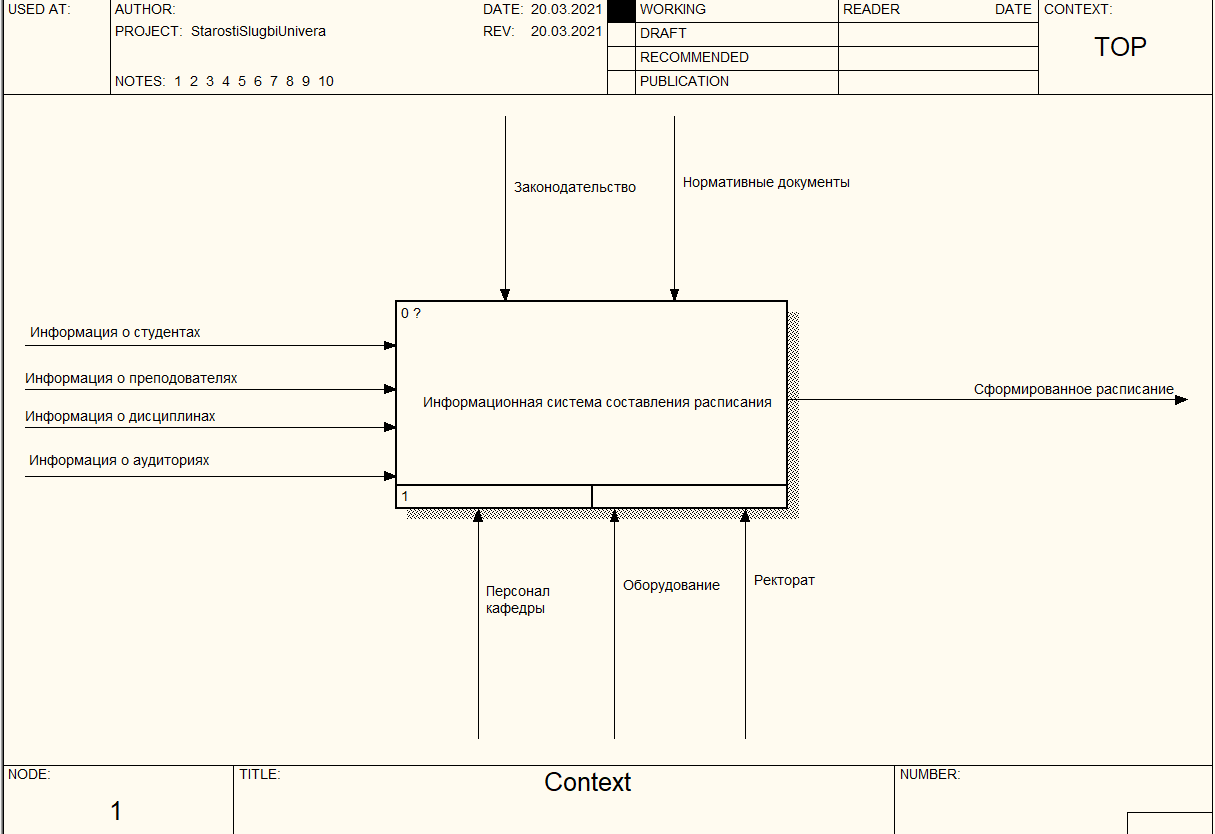 USED AT:
AUTHOR:
DATE: 20.03.2021
WORKING
READER
DATE
CONTEXT:
PROJECT: StarostiSlugbiUnivera
REV: 20.03.2021
DRAFT
TOP
RECOMMENDED
NOTES: 1 2 3 4 5 6 7 8 9 10
PUBLICATION
Законодательство
Нормативные документы
0 ?
Информация о студентах
Информация о преподователях
Информация о дисциплинах
Информация о аудиториях
Информационная система составления расписания
Сформированное расписание
1
Персонал
кафедры
Оборудование
Ректорат
NODE:
1
TITLE:
Context
NUMBER: